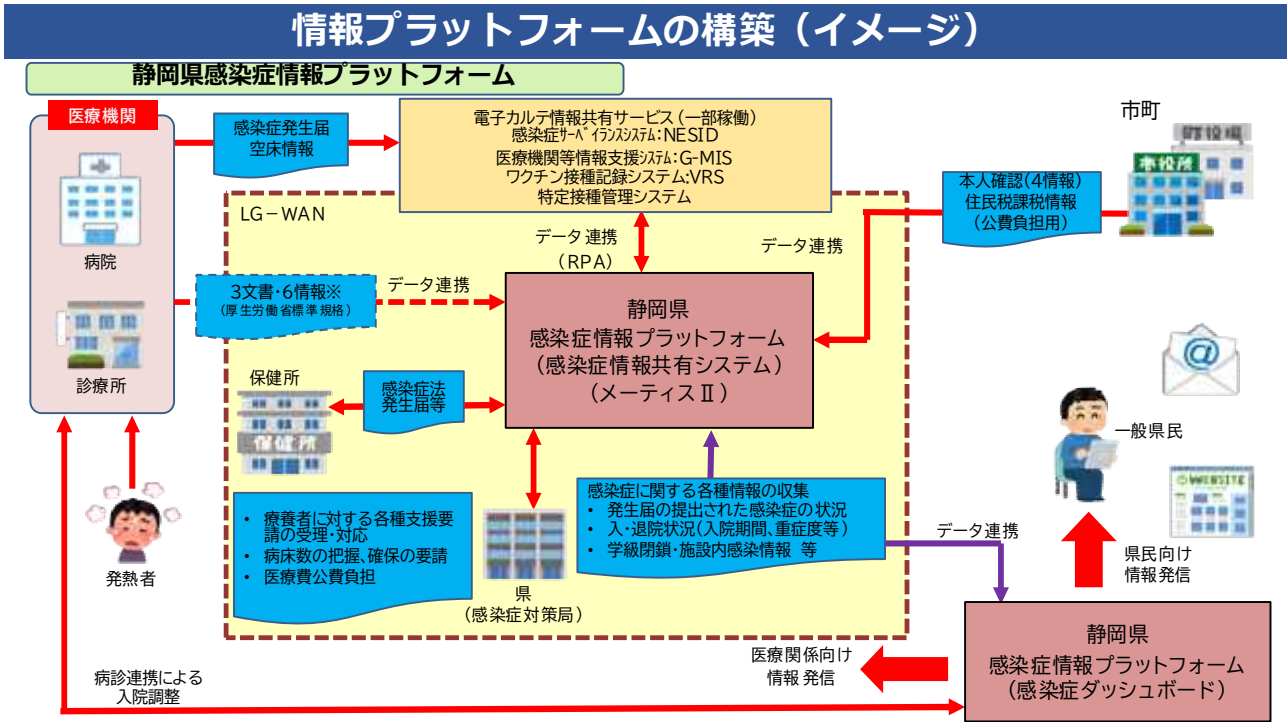 情報プラットフォームの構築（イメージ）
静岡県感染症情報プラットフォーム
医療機関
病院
診療所
感染症発生届
空床情報
電子カルテ情報共有サービス（一部稼働）
感染症ｻｰﾍﾞｲﾗﾝｽｼｽﾃﾑ：NESID
医療機関等情報支援ｼｽﾃﾑ：G-MIS
ワクチン接種記録システム：VRS
特定接種管理システム
市町
町役場
市役所
本人確認（4情報）
住民税課税情報
（公費負担用）
LG－WAN
データ連携
（RPA）
データ連携
3文書・6情報※
（厚生労働省標準規格）
データ連携
静岡県
感染症情報プラットフォーム
（感染症情報共有システム）
（メーティスⅡ）
保健所
保健所
感染症法
発生届等
@
一般県民
WEBSITE
発熱者
・ 療養者に対する各種支援要
請の受理・対応
・ 病床数の把握、確保の要請
・ 医療費公費負担
県
（感染症対策局）
感染症に関する各種情報の収集
・ 発生届の提出された感染症の状況
・ 入・退院状況（入院期間、重症度等）
・ 学級閉鎖・施設内感染情報 等
データ連携
県民向け
情報発信
医療関係向け
情報発信
静岡県
感染症情報プラットフォーム
（感染症ダッシュボード）
病診連携による
入院調整